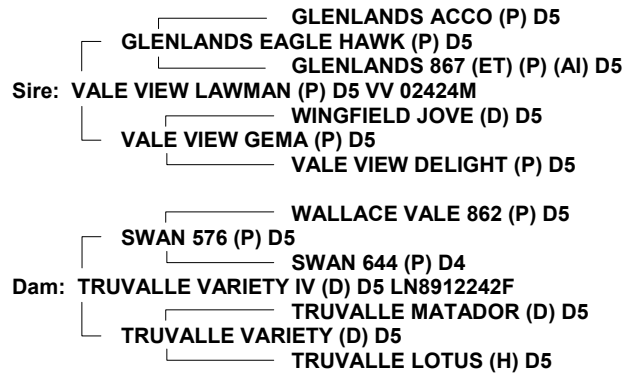 GLENLANDS ACCO (P) D5
GLENLANDS EAGLE HAWK (P) D5
GLENLANDS 867 (ET) (P) (AI) D5
Sire: VALE VIEW LAWMAN (P) D5 VV 02424M
WINGFIELD JOVE (D) D5
VALE VIEW GEMA (P) D5
VALE VIEW DELIGHT (P) D5
WALLACE VALE 862 (P) D5
SWAN 576 (P) D5
SWAN 644 (P) D4
Dam: TRUVALLE VARIETY IV (D) D5 LN8912242F
TRUVALLE MATADOR (D) D5
TRUVALLE VARIETY (D) D5
TRUVALLE LOTUS (H) D5